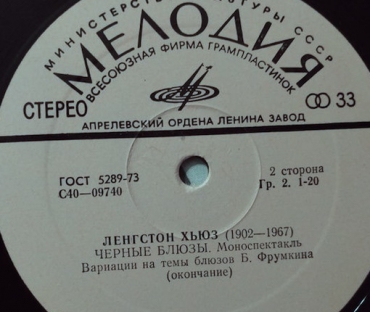 МИНИСТЕРСТВО КУЛЬТУРЫ СССР
МЕЛОДИЯ
ВСЕСОЮЗНАЯ ФИРМА ГРАМПЛАСТИНОК
СТЕРЕО
33
АПРЕЛЕВСКИЙ ОРДЕНА ЛЕНИНА ЗАВОД
ГОСТ 5289-73
С40—09740
2 сторона
Гр. 2. 1-20
ЛЕНГСТОН ХЬЮЗ (1902—1967)
ЧЕРНЫЕ БЛЮЗЫ. Моноспектакль
Вариации на темы блюзов Б. Фрумкина
(окончание)